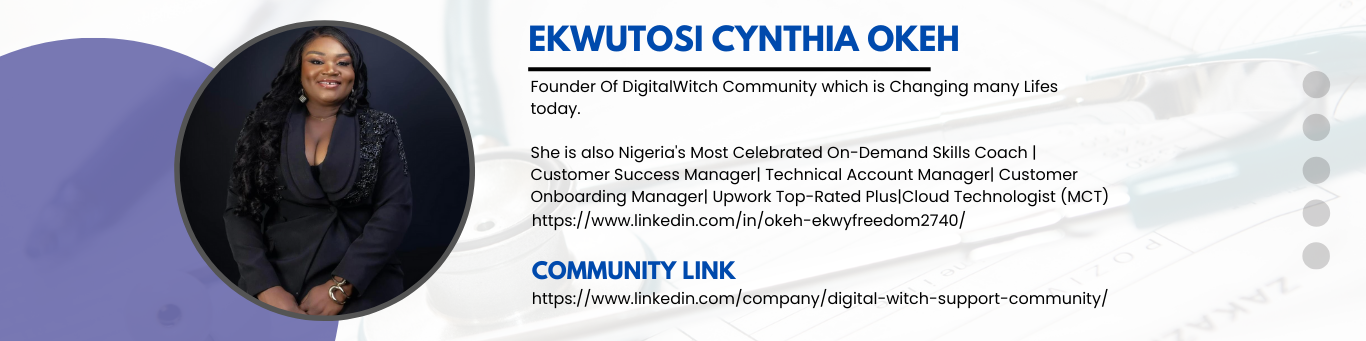 EKWUTOSI CYNTHIA OKEH
Founder Of DigitalWitch Community which is Changing many Lifes
today.
She is also Nigeria's Most Celebrated On-Demand Skills Coach |
Customer Success Manager| Technical Account Manager| Customer
Onboarding Manager| Upwork Top-Rated Plus|Cloud Technologist (MCT)
https://www.linkedin.com/in/okeh-ekwyfreedom2740/
COMMUNITY LINK
https://www.linkedin.com/company/digital-witch-support-community/
ZAKAZ